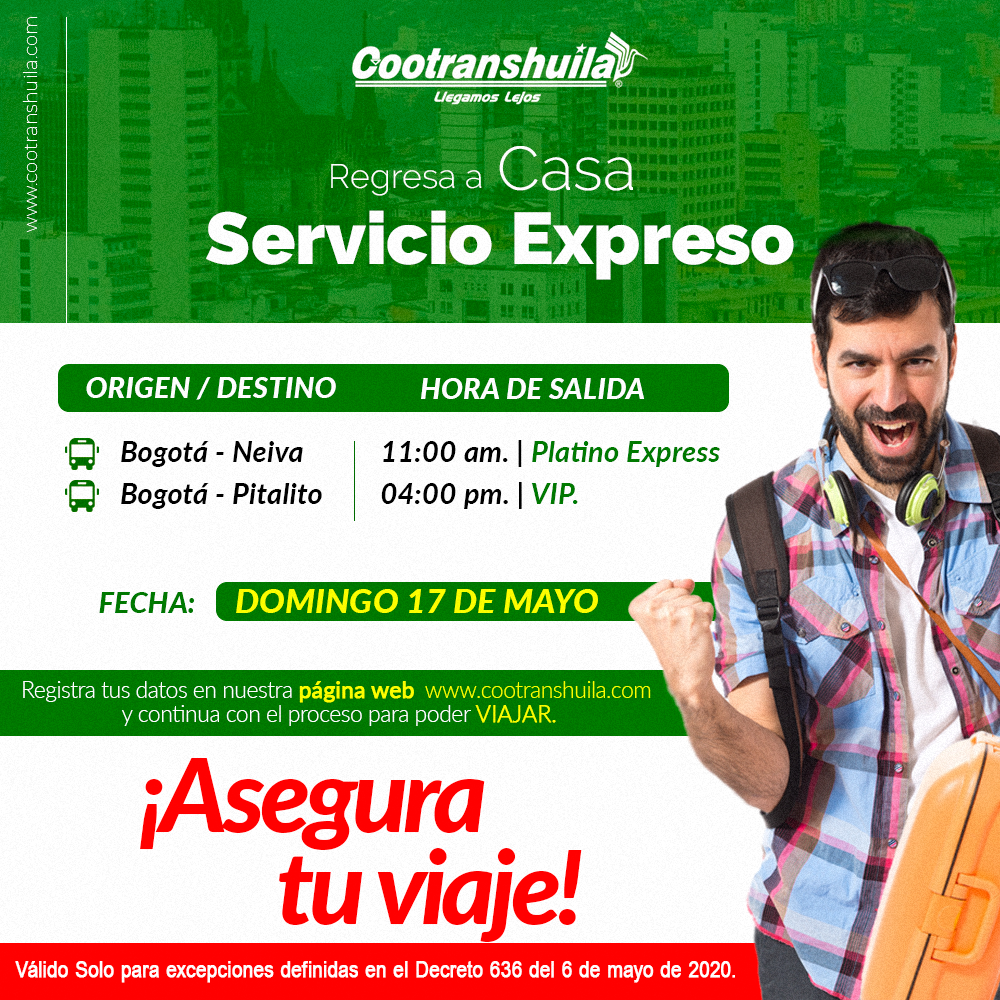 www.cootranshuila.com
Cootranshuila
Llegamos Lejos
Regresa a Casa
Servicio Expreso
ORIGEN / DESTINO HORA DE SALIDA
Bogotá - Neiva 11:00 am. | Platino Express
Bogotá - Pitalito 04:00 pm. | VIP.
FECHA: DOMINGO 17 DE MAYO
Registra tus datos en nuestra página web www.cootranshuila.com
y continua con el proceso para poder VIAJAR.
¡Asegura
tu viaje!
Válido Solo para excepciones definidas en el Decreto 636 del 6 de mayo de 2020.